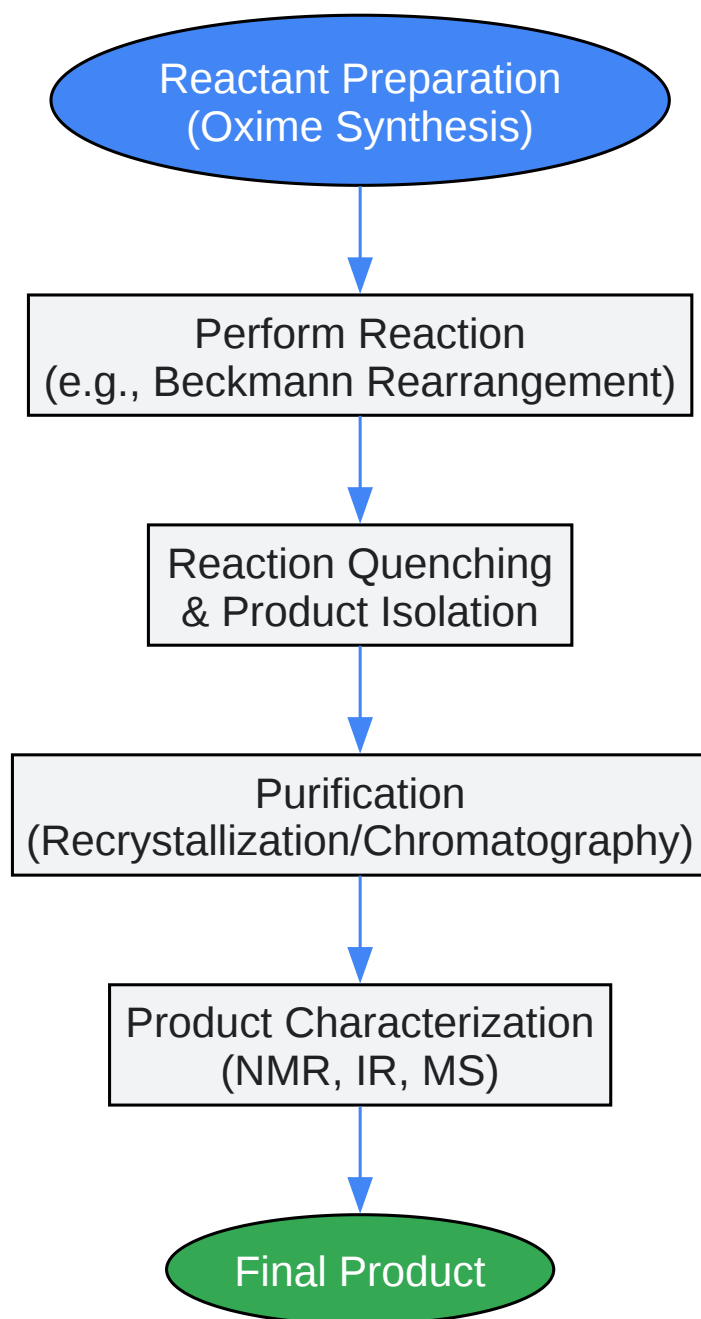 Reactant Preparation
(Oxime Synthesis)
Perform Reaction
(e.g., Beckmann Rearrangement)
Reaction Quenching
& Product Isolation
Purification
(Recrystallization/Chromatography)
Product Characterization
(NMR, IR, MS)
Final Product